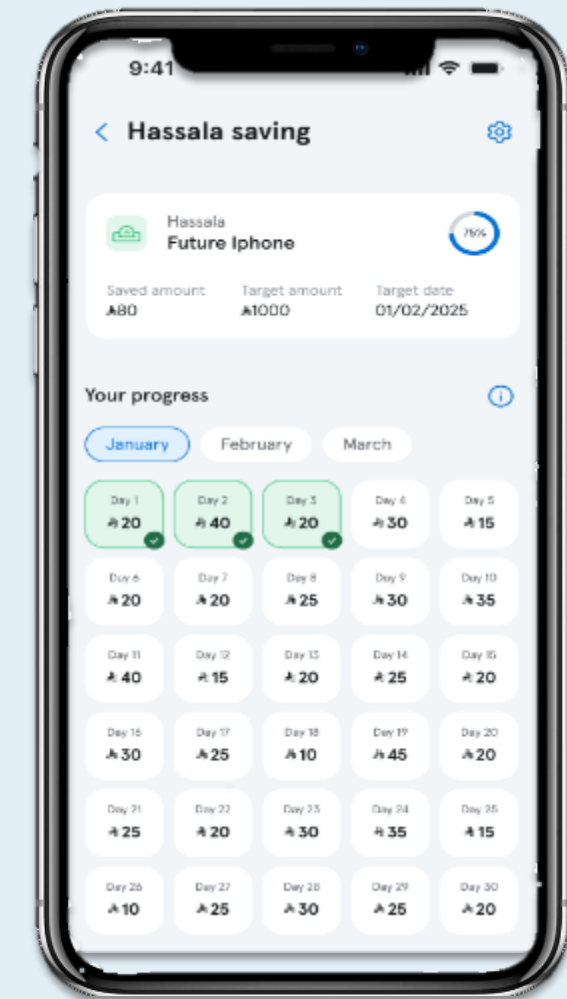 9:41
Hassala saving
Hassala
Future Iphone
75%
Saved amount Target amount Target date
⃁80 ⃁1000 01/02/2025
Your progress
January February March
Day 1 Day 2 Day 3 Day 4 Day 5
⃁ 20 ⃁ 40 ⃁ 20 ⃁ 30 ⃁ 15
Day 6 Day 7 Day 8 Day 9 Day 10
⃁ 20 ⃁ 20 ⃁ 25 ⃁ 30 ⃁ 35
Day 11 Day 12 Day 13 Day 14 Day 15
⃁ 40 ⃁ 15 ⃁ 20 ⃁ 25 ⃁ 20
Day 16 Day 17 Day 18 Day 19 Day 20
⃁ 30 ⃁ 25 ⃁ 10 ⃁ 45 ⃁ 20
Day 21 Day 22 Day 23 Day 24 Day 25
⃁ 25 ⃁ 20 ⃁ 30 ⃁ 35 ⃁ 15
Day 26 Day 27 Day 28 Day 29 Day 30
⃁ 10 ⃁ 25 ⃁ 30 ⃁ 25 ⃁ 20